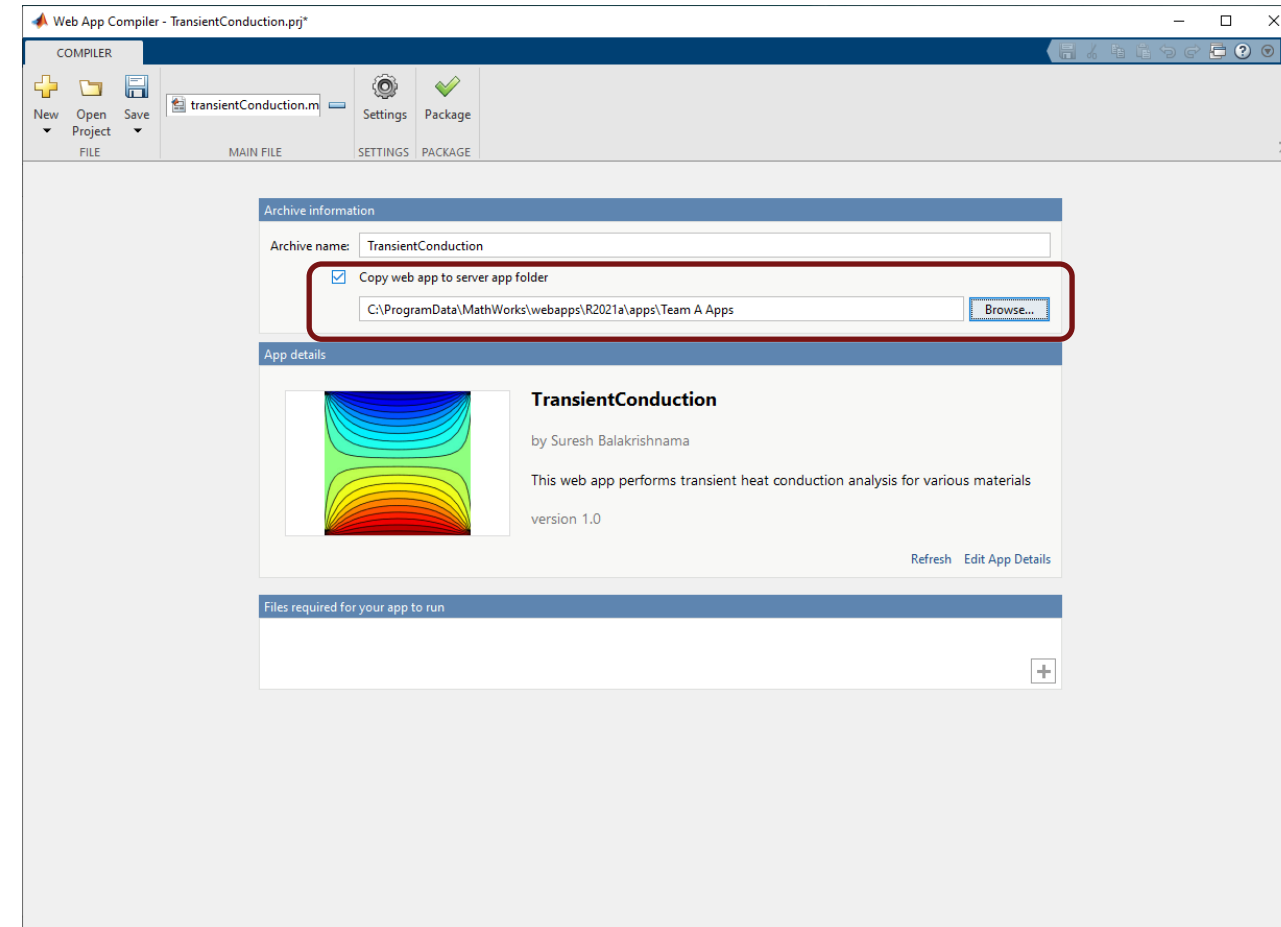 Web App Compiler - TransientConduction.prj*
COMPILER
New
Open Project
Save
FILE
transientConduction.m
MAIN FILE
Settings
SETTINGS
Package
PACKAGE
Archive information
Archive name: TransientConduction
Copy web app to server app folder
C:\ProgramData\MathWorks\webapps\R2021a\apps\Team A Apps
Browse...
App details
TransientConduction
by Suresh Balakrishnama
This web app performs transient heat conduction analysis for various materials
version 1.0
Refresh Edit App Details
Files required for your app to run